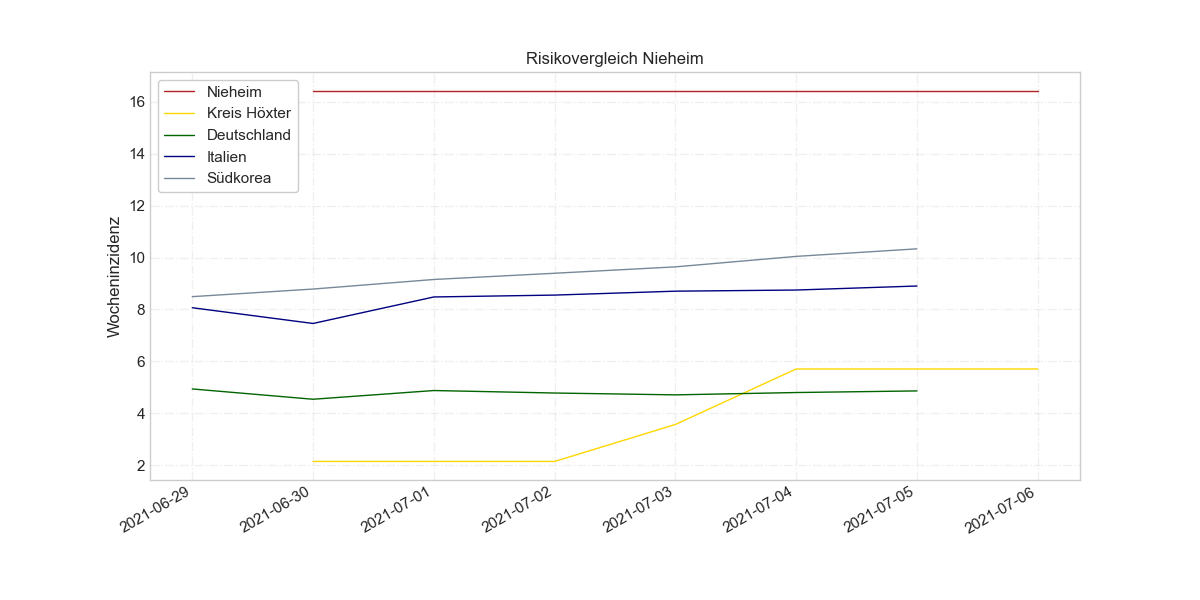 Risikovergleich Nieheim
Nieheim
Kreis Höxter
Deutschland
Italien
Südkorea
Wocheninzidenz
16
14
12
10
8
6
4
2
2021-06-29
2021-06-30
2021-07-01
2021-07-02
2021-07-03
2021-07-04
2021-07-05
2021-07-06